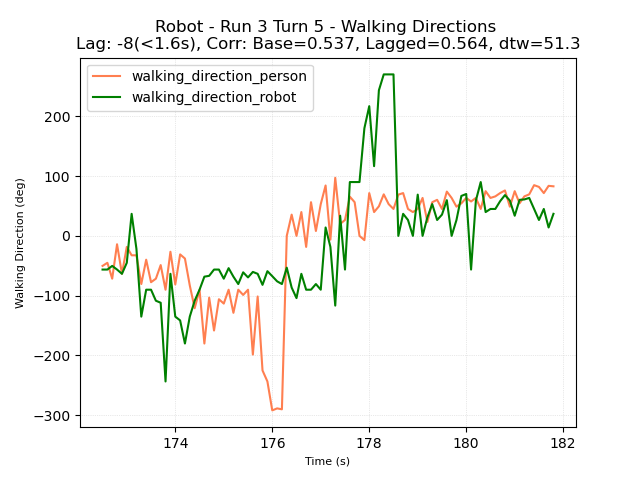 Robot - Run 3 Turn 5 - Walking Directions
Lag: -8(<1.6s), Corr: Base=0.537, Lagged=0.564, dtw=51.3
walking_direction_person
walking_direction_robot
Walking Direction (deg)
200
100
0
−100
−200
−300
174 176 178 180 182
Time (s)